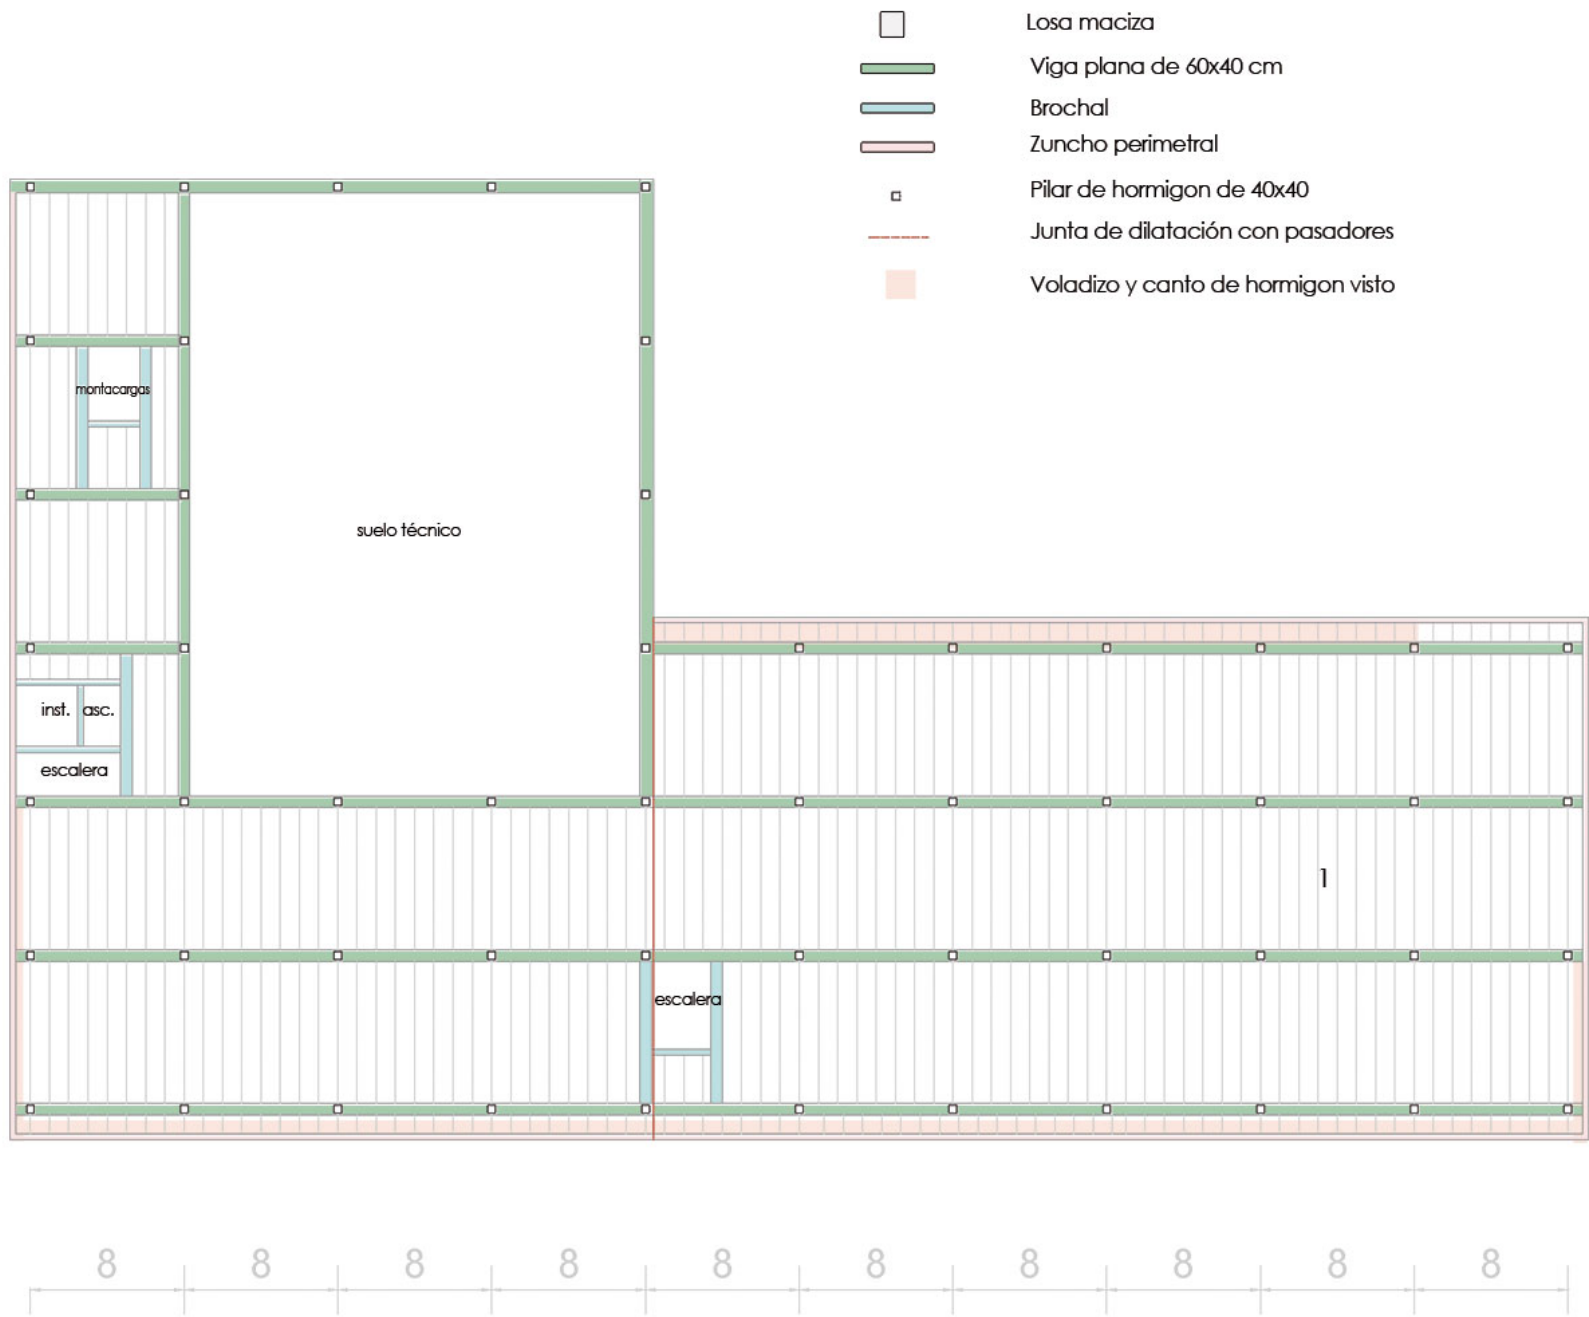 Losa maciza
Viga plana de 60x40 cm
Brochal
Zuncho perimetral
Pilar de hormigon de 40x40
Junta de dilatación con pasadores
Voladizo y canto de hormigon visto
montacargas
suelo técnico
inst. asc.
escalera
1
escalera
8 8 8 8 8 8 8 8 8 8